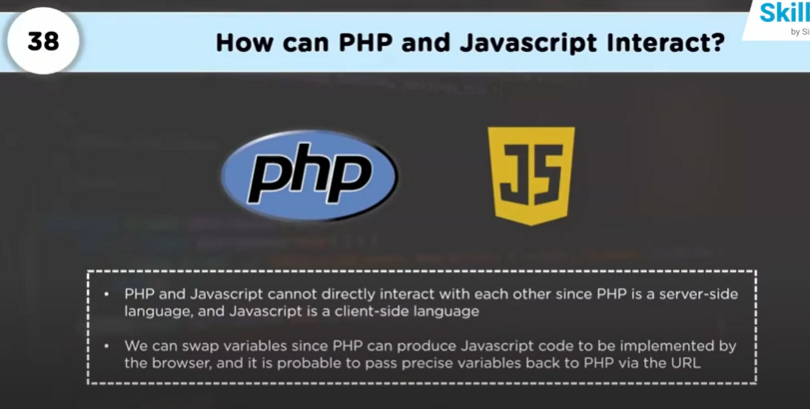 Skill
by Si
38
How can PHP and Javascript Interact?
php
JS
• PHP and Javascript cannot directly interact with each other since PHP is a server-side
language, and Javascript is a client-side language
• We can swap variables since PHP can produce Javascript code to be implemented by
the browser, and it is probable to pass precise variables back to PHP via the URL